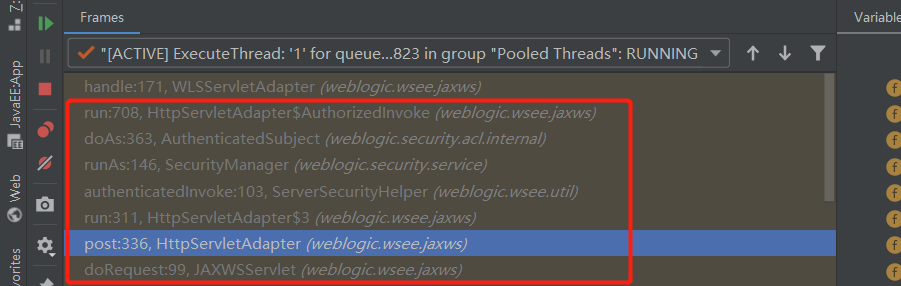 Frames
Variable
"[ACTIVE] ExecuteThread: '1' for queue...823 in group "Pooled Threads": RUNNING
handle:171, WLSServletAdapter (weblogic.wsee.jaxws)
run:708, HttpServletAdapter$AuthorizedInvoke (weblogic.wsee.jaxws)
doAs:363, AuthenticatedSubject (weblogic.security.acl.internal)
runAs:146, SecurityManager (weblogic.security.service)
authenticatedInvoke:103, ServerSecurityHelper (weblogic.wsee.util)
run:311, HttpServletAdapter$3 (weblogic.wsee.jaxws)
post:336, HttpServletAdapter (weblogic.wsee.jaxws)
doRequest:99, JAXWSServlet (weblogic.wsee.jaxws)
Z:
JavaEE:App
Web
vorites
f
f
f
f
f
f
f
f